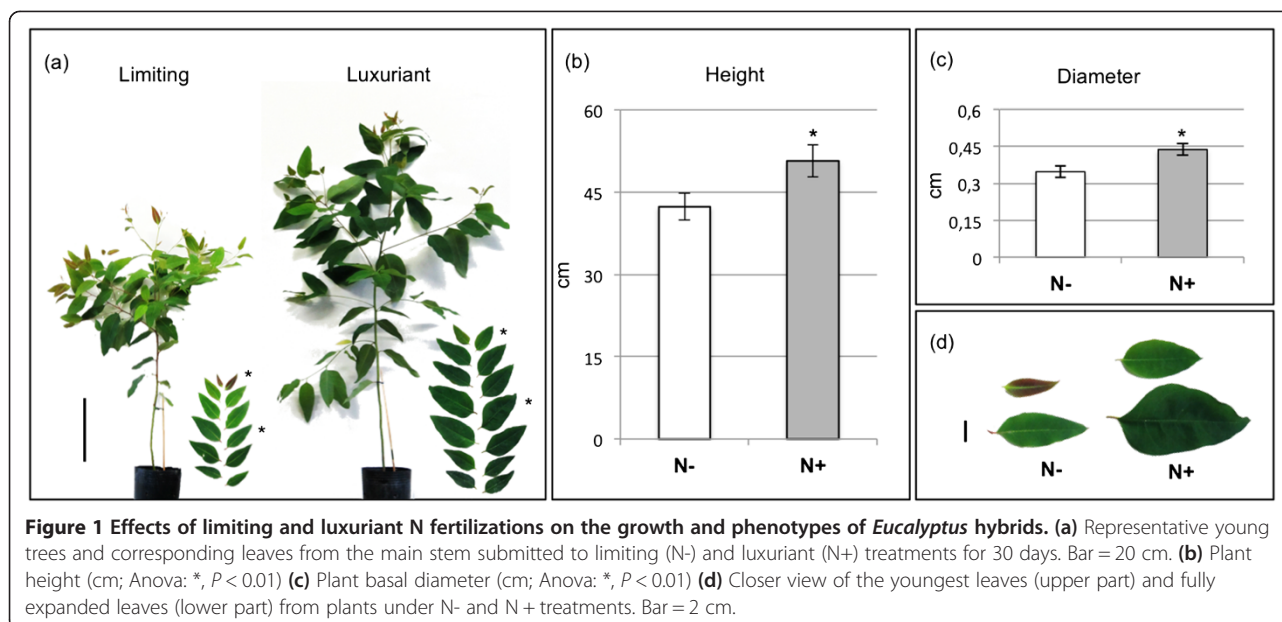 (a)
Limiting
Luxuriant
*
*
*
*
(b)
Height
60
45
30
15
0
cm
*
N-
N+
(c)
Diameter
0,6
0,45
0,3
0,15
0
cm
*
N-
N+
(d)
N-
N+
Figure 1 Effects of limiting and luxuriant N fertilizations on the growth and phenotypes of Eucalyptus hybrids. (a) Representative young
trees and corresponding leaves from the main stem submitted to limiting (N-) and luxuriant (N+) treatments for 30 days. Bar = 20 cm. (b) Plant
height (cm; Anova: *, P < 0.01) (c) Plant basal diameter (cm; Anova: *, P < 0.01) (d) Closer view of the youngest leaves (upper part) and fully
expanded leaves (lower part) from plants under N- and N + treatments. Bar = 2 cm.